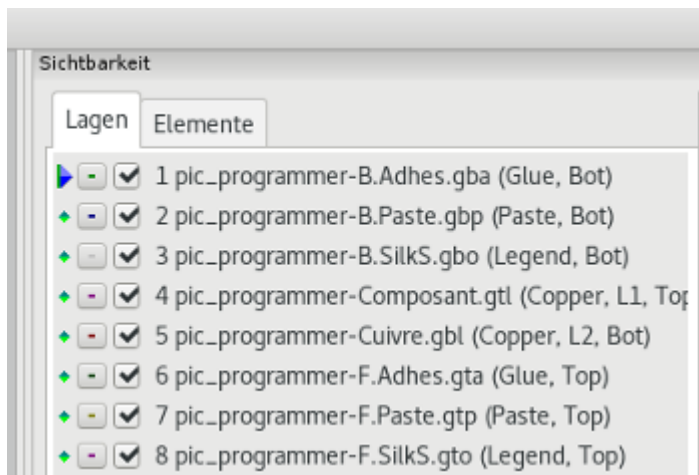 Sichtbarkeit
Lagen Elemente
1 pic_programmer-B.Adhes.gba (Glue, Bot)
2 pic_programmer-B.Paste.gbp (Paste, Bot)
3 pic_programmer-B.SilkS.gbo (Legend, Bot)
4 pic_programmer-Composant.gtl (Copper, L1, Top
5 pic_programmer-Cuivre.gbl (Copper, L2, Bot)
6 pic_programmer-F.Adhes.gta (Glue, Top)
7 pic_programmer-F.Paste.gtp (Paste, Top)
8 pic_programmer-F.SilkS.gto (Legend, Top)